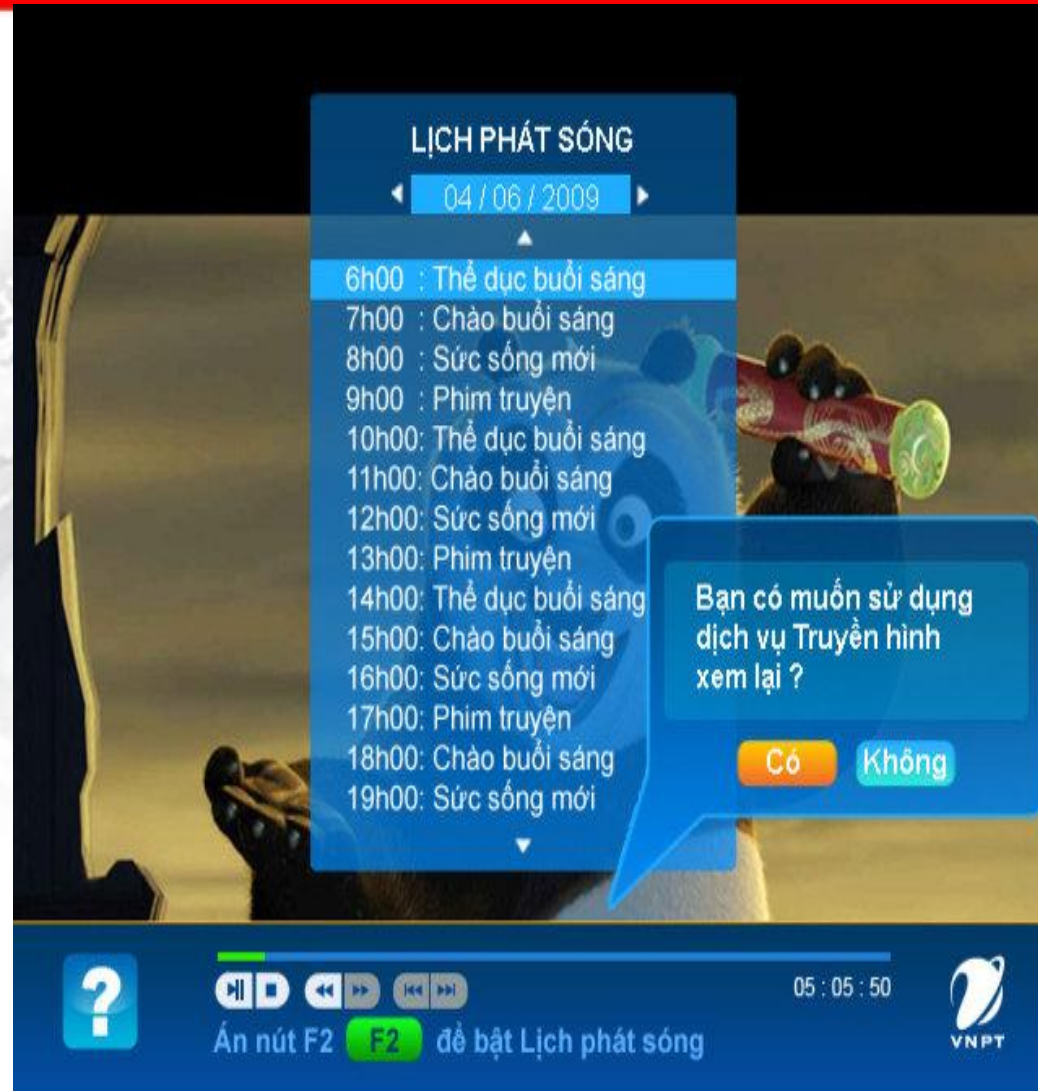 LỊCH PHÁT SÓNG
04 / 06 / 2009
6h00 : Thể dục buổi sáng
7h00 : Chào buổi sáng
8h00 : Sức sống mới
9h00 : Phim truyện
10h00: Thể dục buổi sáng
11h00: Chào buổi sáng
12h00: Sức sống mới
13h00: Phim truyện
14h00: Thể dục buổi sáng
15h00: Chào buổi sáng
16h00: Sức sống mới
17h00: Phim truyện
18h00: Chào buổi sáng
19h00: Sức sống mới
Bạn có muốn sử dụng
dịch vụ Truyền hình
xem lại ?
Có Không
?
05 : 05 : 50
Án nút F2 F2 để bật Lịch phát sóng
VNPT